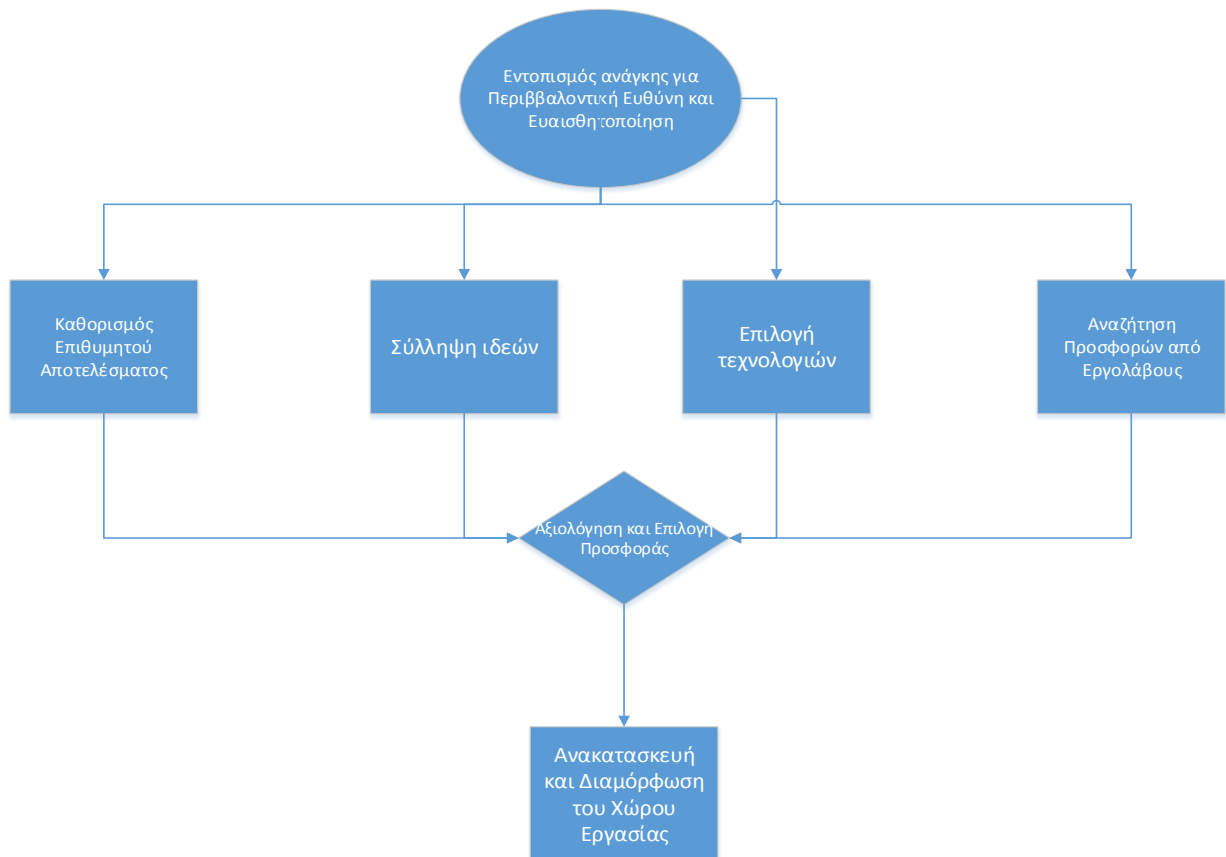 Εντοπισμός ανάγκης για
Περιββαλοντική Ευθύνη και
Ευαισθητοποίηση
Καθορισμός
Επιθυμητού
Αποτελέσματος
Σύλληψη ιδεών
Επιλογή
τεχνολογιών
Αναζήτηση
Προσφορών από
Εργολάβους
Αξιολόγηση και Επιλογή
Προσφοράς
Ανακατασκευή
και Διαμόρφωση
του Χώρου
Εργασίας